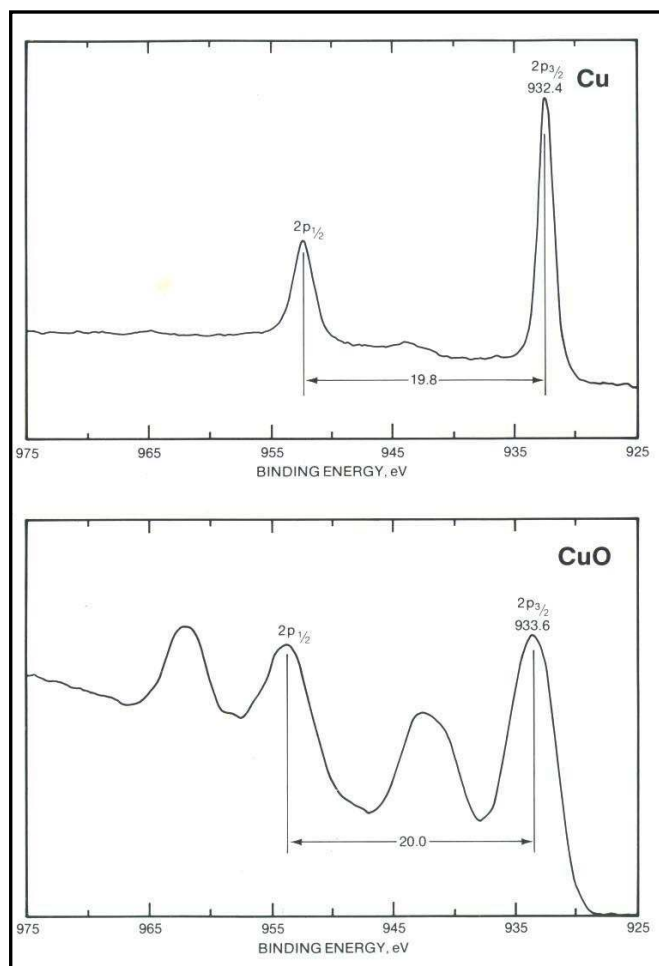 2p3/2
Cu
932.4
2p1/2
19.8
975 965 955 945 935 925
BINDING ENERGY, eV
CuO
2p3/2
933.6
2p1/2
20.0
975 965 955 945 935 925
BINDING ENERGY, eV